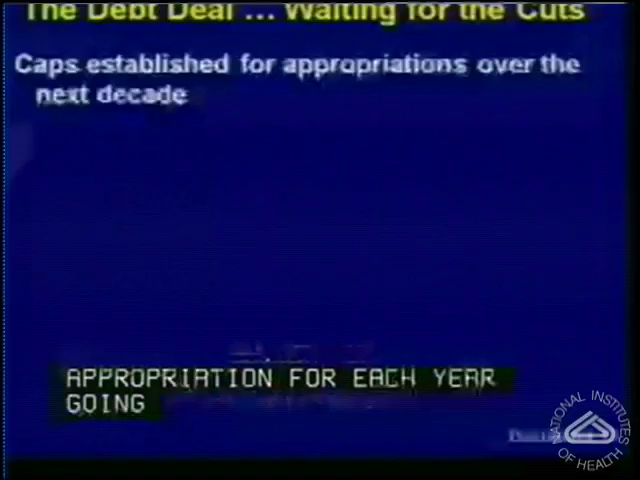 The Debt Deal ... Waiting for the Cuts
Caps established for appropriations over the
next decade
APPROPRIATION FOR EACH YEAR
GOING
NATIONAL INSTITUTES
OF HEALTH